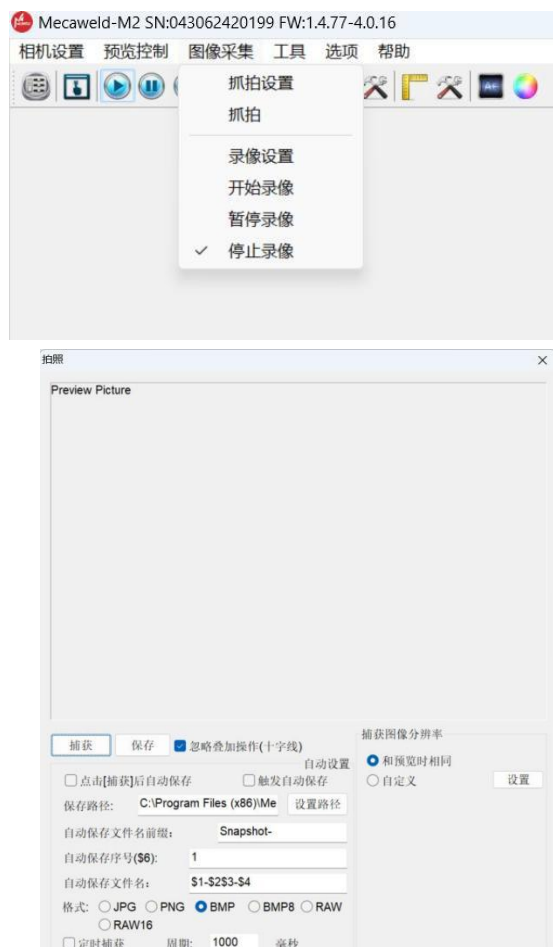 Mecaweld-M2 SN:043062420199 FW:1.4.77-4.0.16
相机设置 预览控制 图像采集 工具 选项 帮助
抓拍设置
抓拍
录像设置
开始录像
暂停录像
✓ 停止录像
拍照
Preview Picture
捕获 保存 忽略叠加操作(十字线)
自动设置
点击[捕获]后自动保存 触发自动保存
保存路径: C:\Program Files (x86)\Me 设置路径
自动保存文件名前缀: Snapshot-
自动保存序号($6): 1
自动保存文件名: $1-$2$3-$4
格式: JPG PNG BMP BMP8 RAW
RAW16
定时捕获 周期: 1000 毫秒
捕获图像分辨率
和预览时相同
自定义 设置